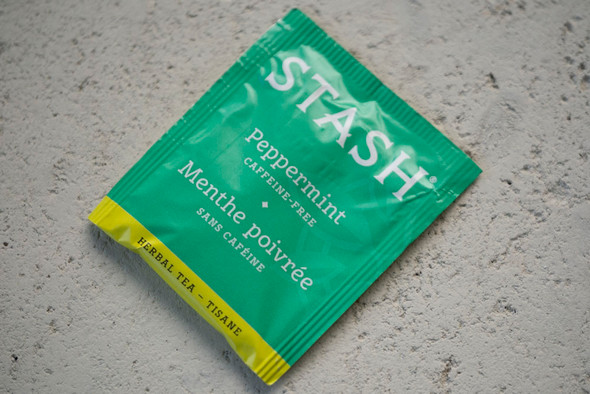 STASH®
Peppermint
CAFFEINE-FREE
Menthe poivrée
SANS CAFÉINE
HERBAL TEA – TISANE